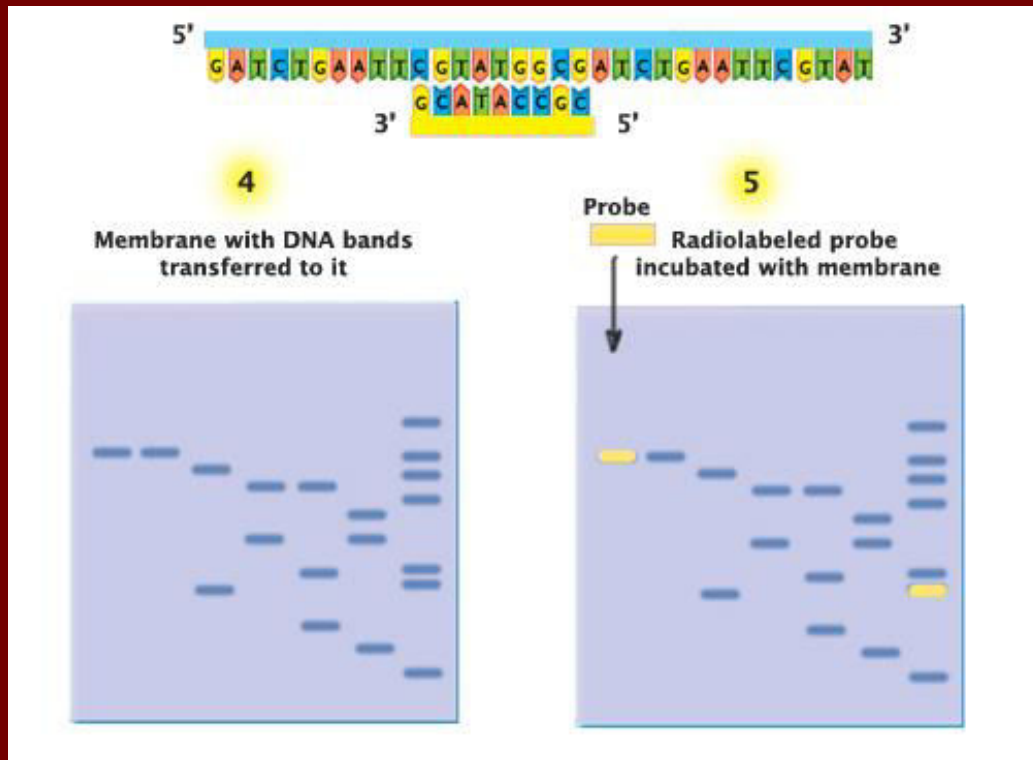 5’ 3’
GATCTGAATTCGTATGGCGATCTGAATTCGTAT
GCATACCGC
3’ 5’
4
Membrane with DNA bands
transferred to it
5
Probe
Radiolabeled probe
incubated with membrane